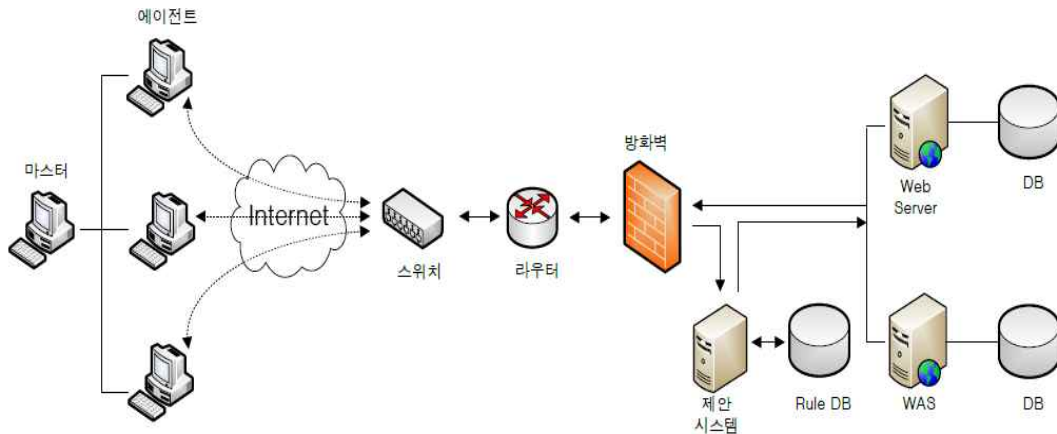 에이전트
마스터
Internet
스위치
라우터
방화벽
Web
Server
DB
제안
시스템
Rule DB
WAS
DB